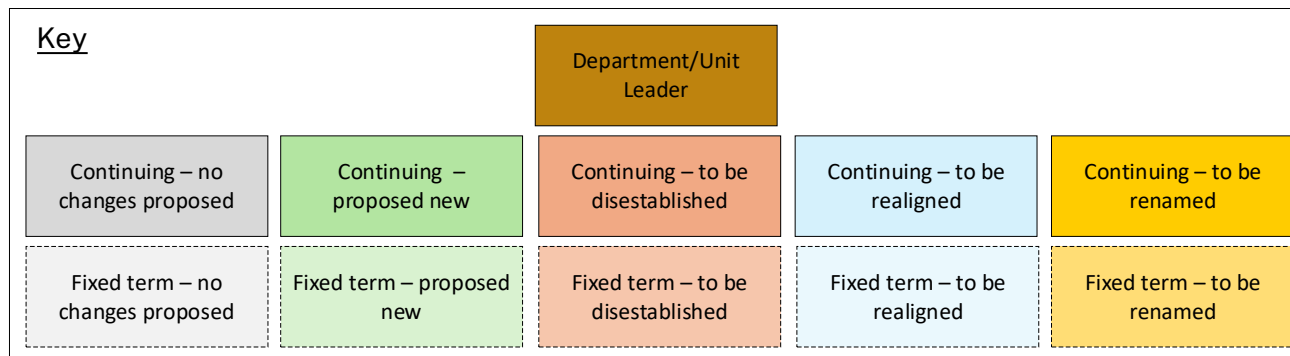 Key
Department/Unit
Leader
Continuing – no
changes proposed
Continuing –
proposed new
Continuing – to be
disestablished
Continuing – to be
realigned
Continuing – to be
renamed
Fixed term – no
changes proposed
Fixed term – proposed
new
Fixed term – to be
disestablished
Fixed term – to be
realigned
Fixed term – to be
renamed